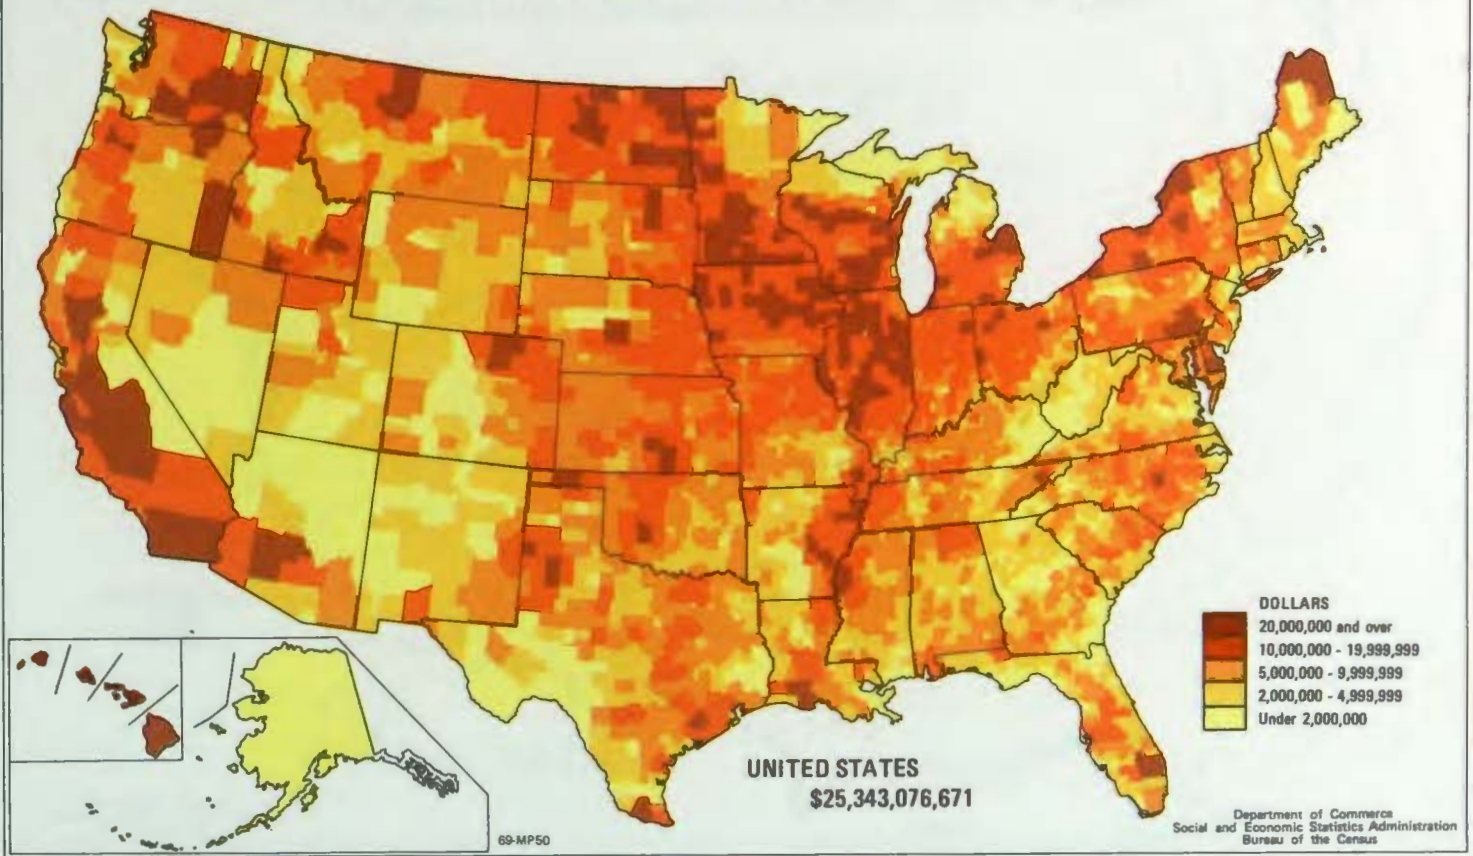 DOLLARS
20,000,000 and over
10,000,000 - 19,999,999
5,000,000 - 9,999,999
2,000,000 - 4,999,999
Under 2,000,000
UNITED STATES
$25,343,076,671
69-MP50
Department of Commerce
Social and Economic Statistics Administration
Bureau of the Census